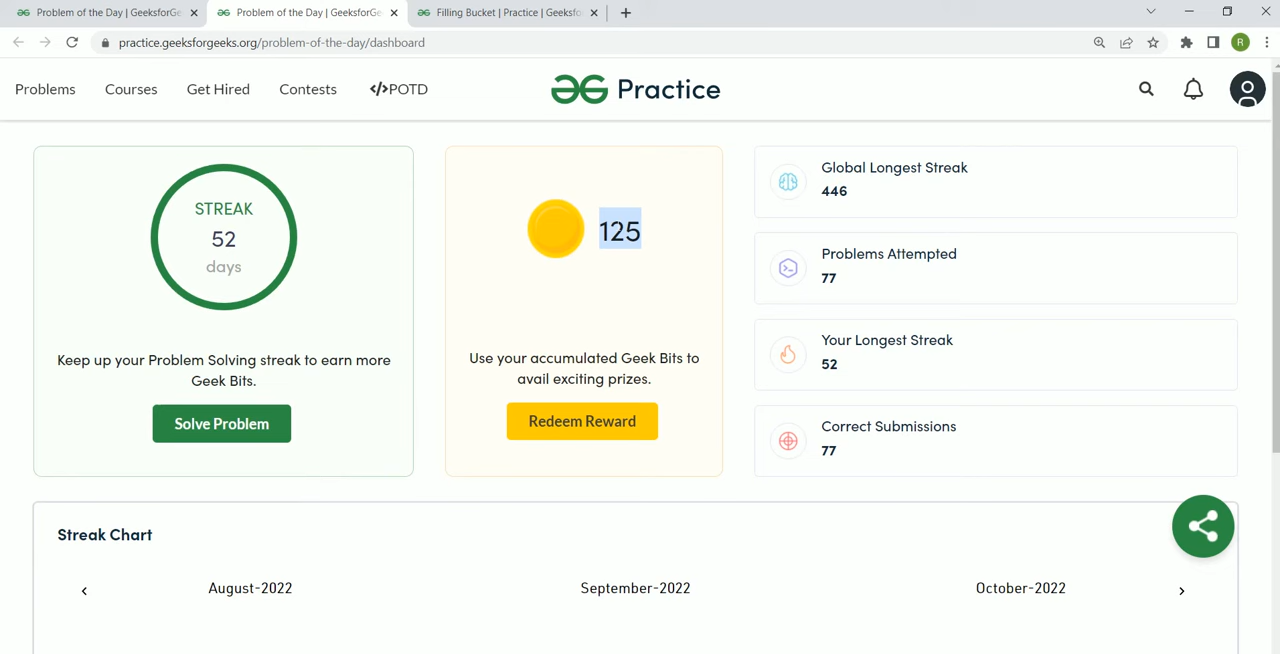 Problem of the Day | GeeksforGe
Problem of the Day | GeeksforGe
Filling Bucket | Practice | Geeksfo
practice.geeksforgeeks.org/problem-of-the-day/dashboard
R
Problems
Courses
Get Hired
Contests
</>POTD
Practice
STREAK
52
days
Keep up your Problem Solving streak to earn more
Geek Bits.
Solve Problem
125
Use your accumulated Geek Bits to
avail exciting prizes.
Redeem Reward
Global Longest Streak
446
Problems Attempted
77
Your Longest Streak
52
Correct Submissions
77
Streak Chart
August-2022
September-2022
October-2022